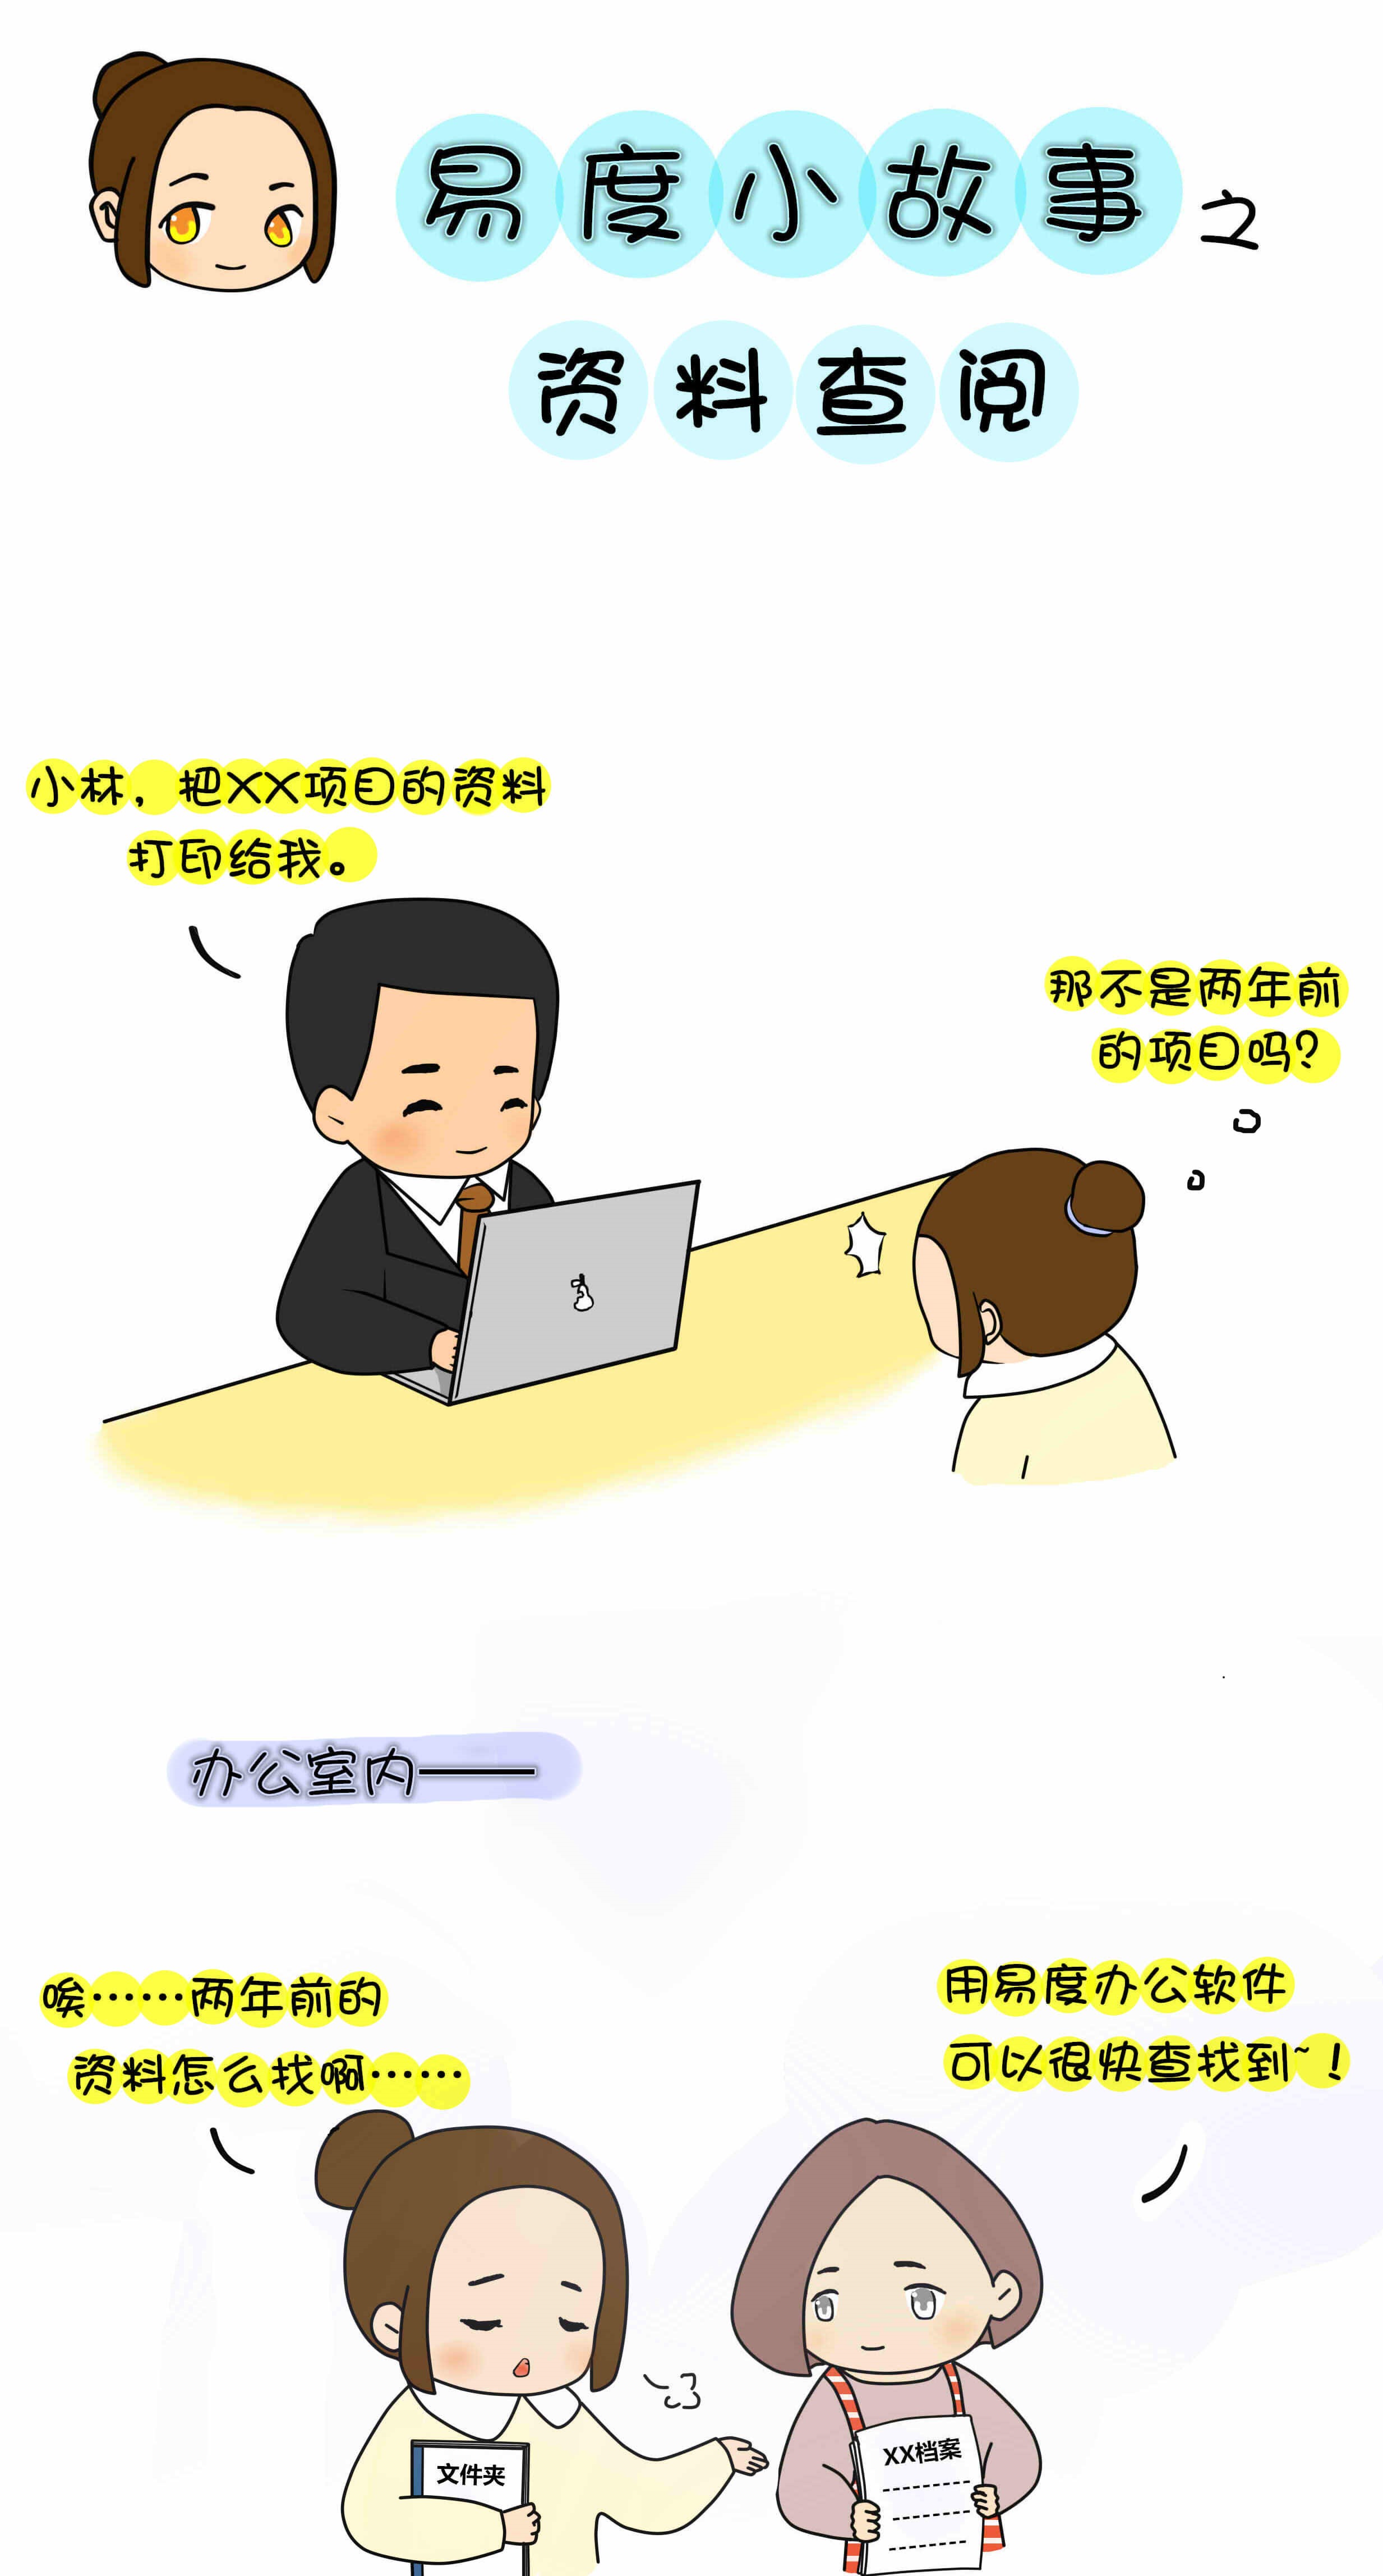 易度小故事之
资料查阅
小林，把XX项目的资料
打印给我。
那不是两年前
的项目吗？
办公室内——
唉……两年前的
资料怎么找啊……
用易度办公软件
可以很快查找到~！
文件夹
XX档案